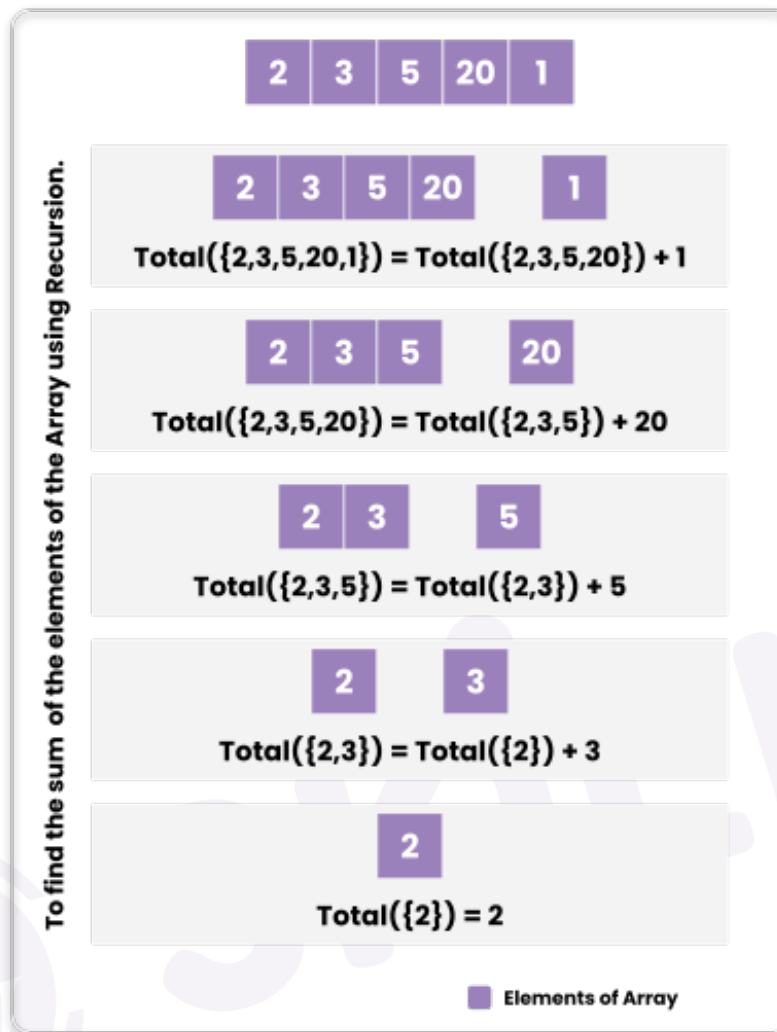 2 3 5 20 1
To find the sum of the elements of the Array using Recursion.
2 3 5 20 1
Total({2,3,5,20,1}) = Total({2,3,5,20}) + 1
2 3 5 20
Total({2,3,5,20}) = Total({2,3,5}) + 20
2 3 5
Total({2,3,5}) = Total({2,3}) + 5
2 3
Total({2,3}) = Total({2}) + 3
2
Total({2}) = 2
Elements of Array